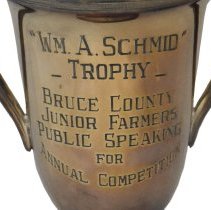 "WM. A. SCHMID"
- TROPHY -
BRUCE COUNTY
JUNIOR FARMERS
PUBLIC SPEAKING
FOR
ANNUAL COMPETITION